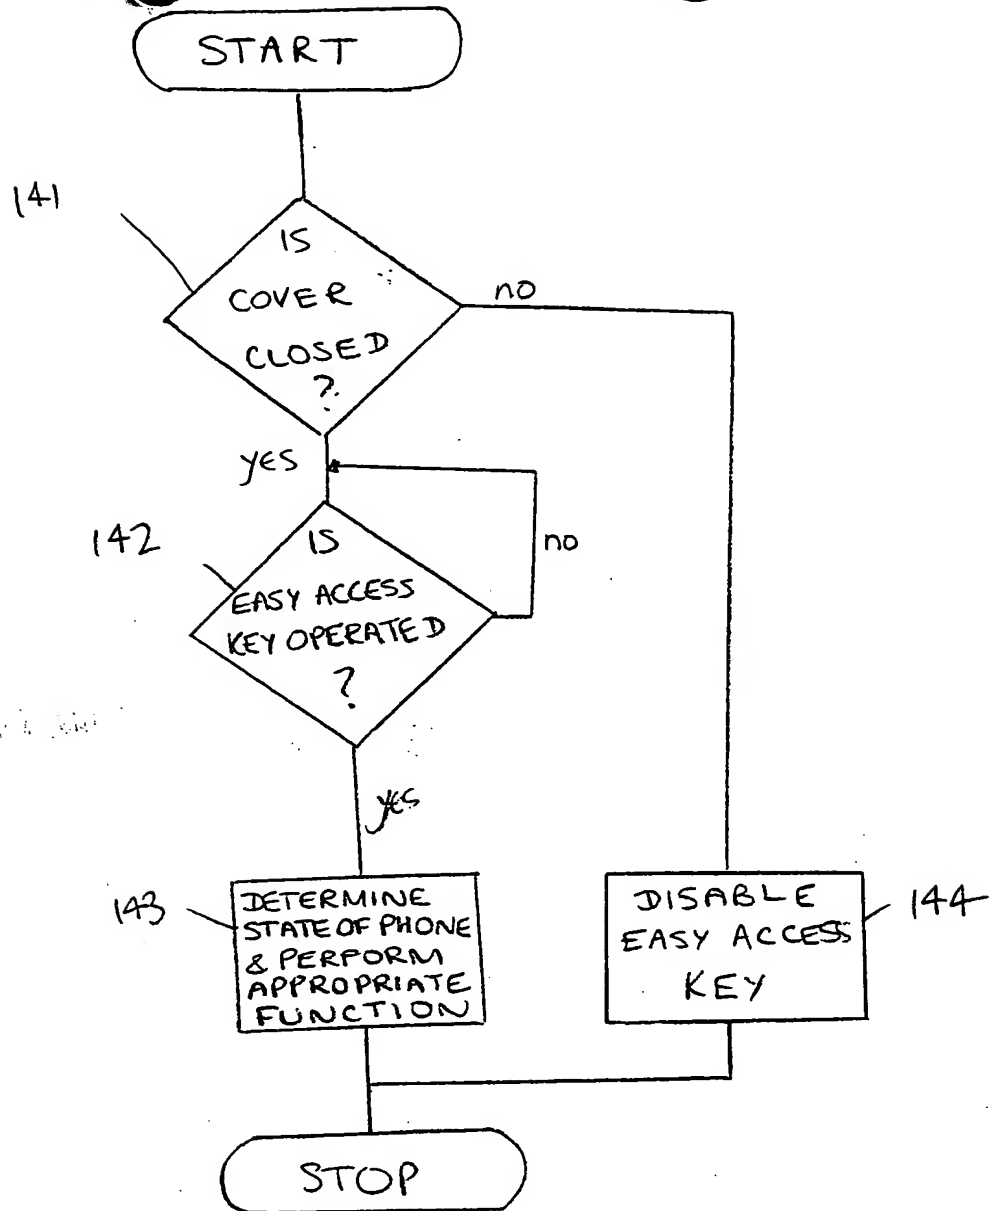 START
141
IS
COVER
CLOSED
?
no
yes
142
IS
EASY ACCESS
KEY OPERATED
?
no
yes
143
DETERMINE
STATE OF PHONE
& PERFORM
APPROPRIATE
FUNCTION
DISABLE
EASY ACCESS
KEY
144
STOP